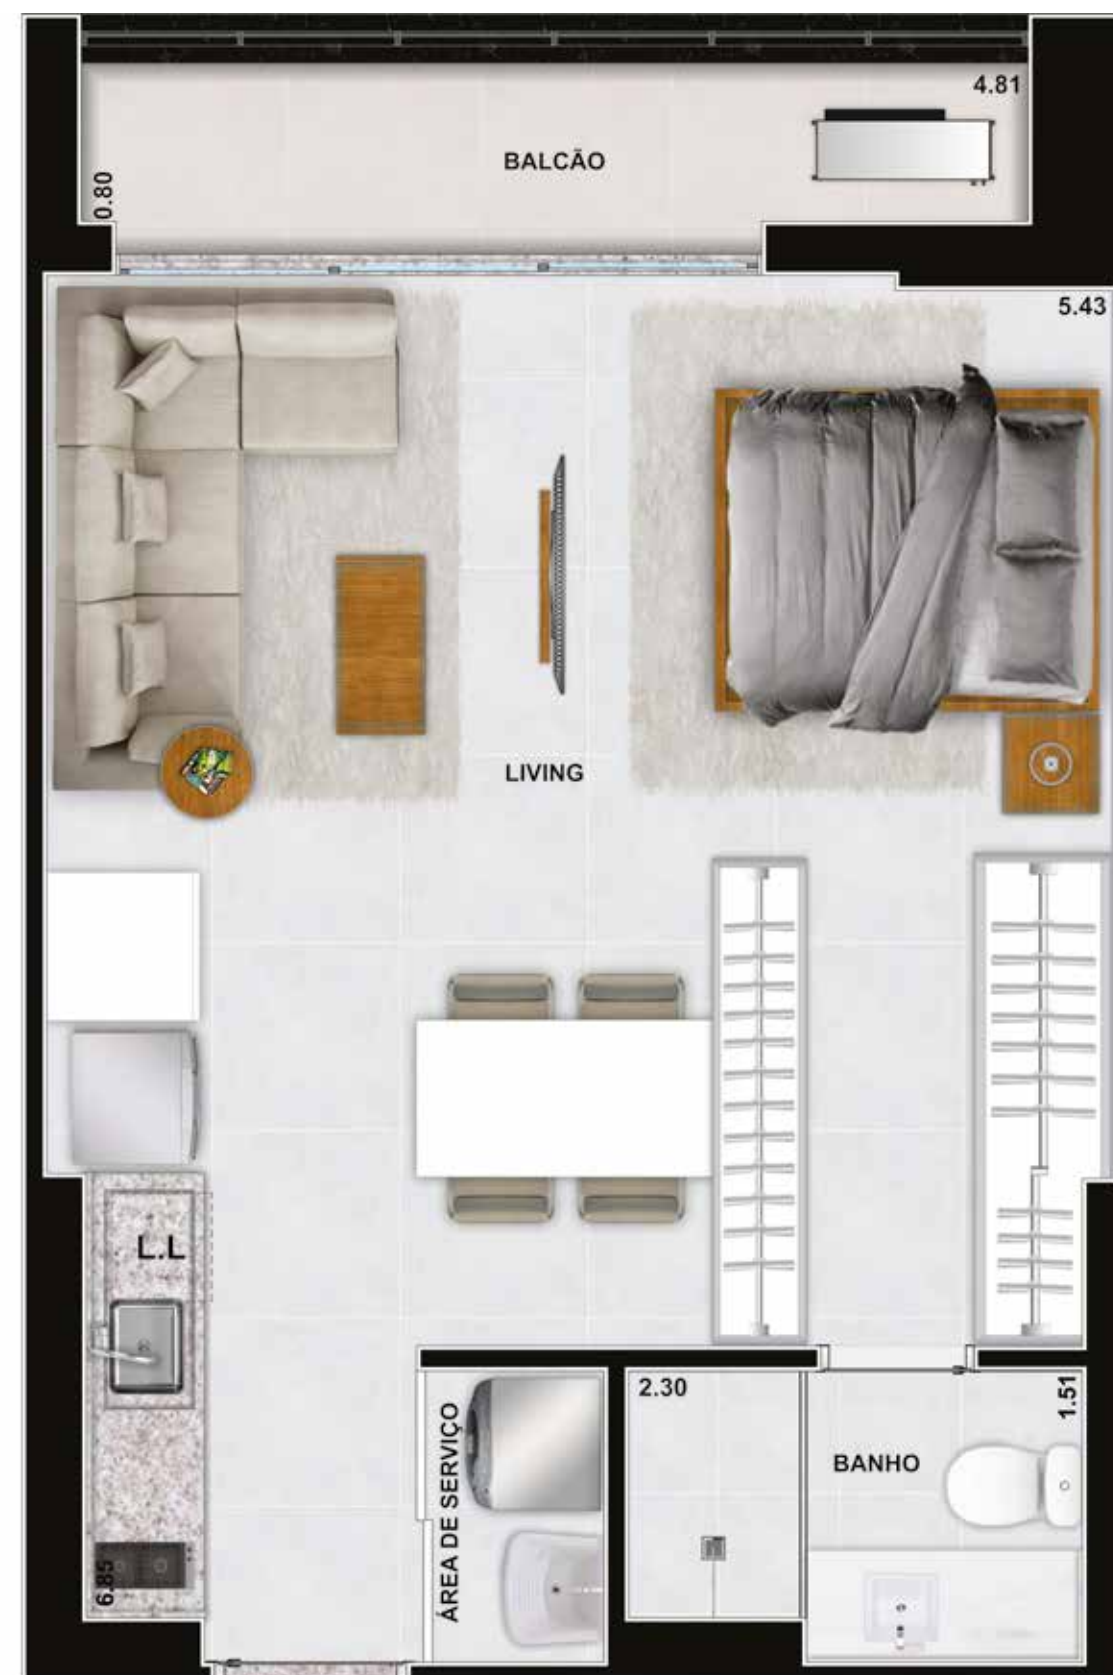 4.81
BALCÃO
0.80
5.43
LIVING
L.L
2.30
1.51
ÁREA DE SERVIÇO
BANHO
6.85